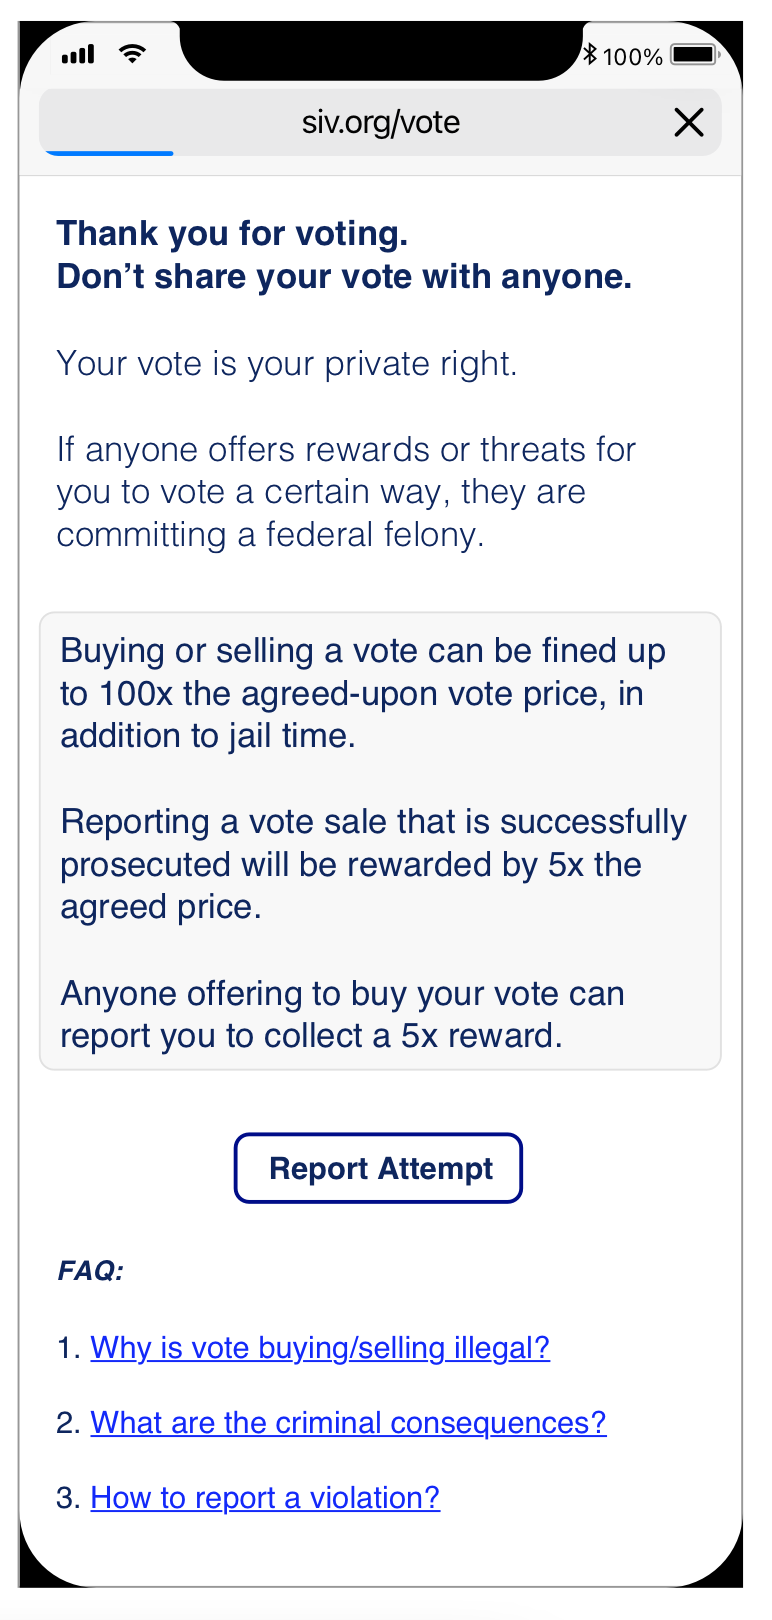 100%
siv.org/vote
Thank you for voting.
Don’t share your vote with anyone.
Your vote is your private right.
If anyone offers rewards or threats for
you to vote a certain way, they are
committing a federal felony.
Buying or selling a vote can be fined up
to 100x the agreed-upon vote price, in
addition to jail time.
Reporting a vote sale that is successfully
prosecuted will be rewarded by 5x the
agreed price.
Anyone offering to buy your vote can
report you to collect a 5x reward.
Report Attempt
FAQ:
1. Why is vote buying/selling illegal?
2. What are the criminal consequences?
3. How to report a violation?